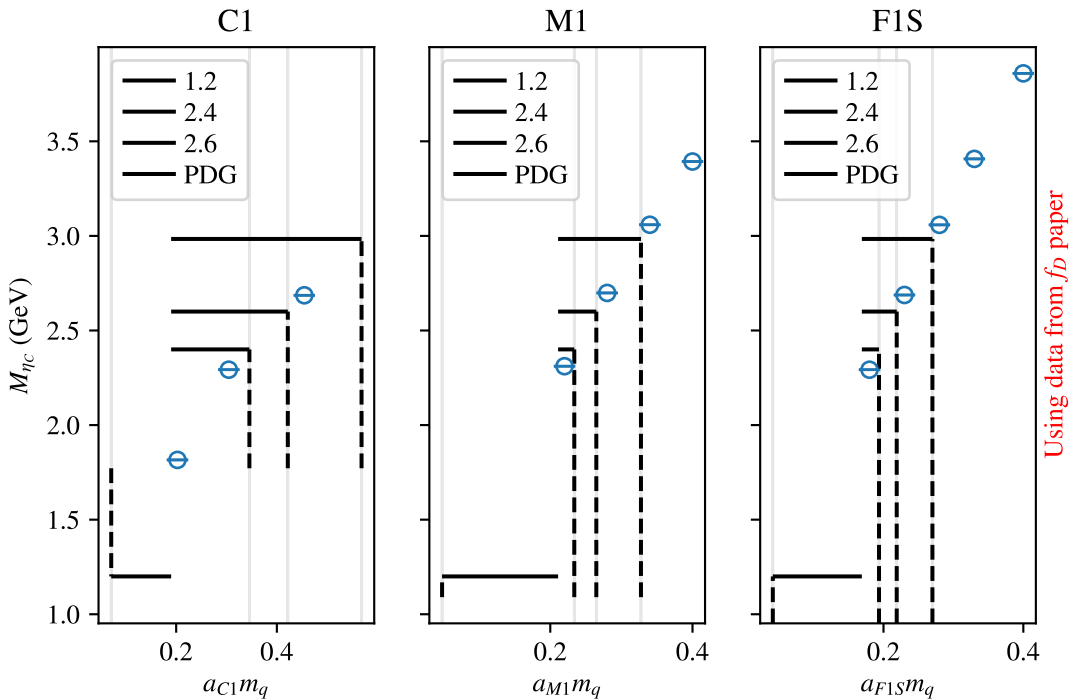 C1 M1 F1S
1.2
2.4
2.6
PDG
1.2
2.4
2.6
PDG
1.2
2.4
2.6
PDG
3.5
3.0
2.5
2.0
1.5
1.0
M_{η_C} (GeV)
0.2 0.4
0.2 0.4
0.2 0.4
a_{C1}m_q
a_{M1}m_q
a_{F1S}m_q
Using data from f_D paper